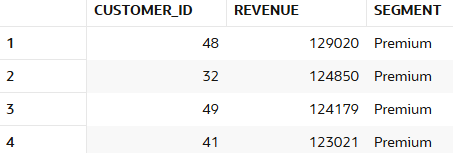 CUSTOMER_ID REVENUE SEGMENT
1 48 129020 Premium
2 32 124850 Premium
3 49 124179 Premium
4 41 123021 Premium